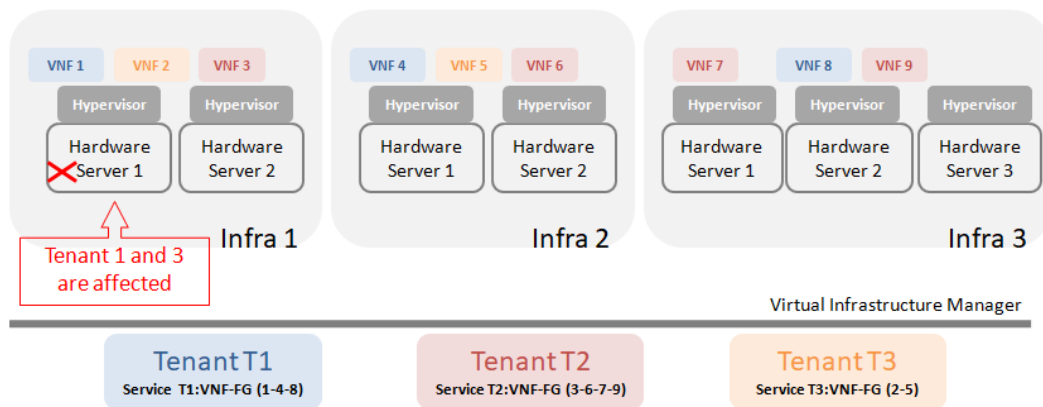 VNF 1 VNF 2 VNF 3 VNF 4 VNF 5 VNF 6 VNF 7 VNF 8 VNF 9
Hypervisor Hypervisor Hypervisor Hypervisor Hypervisor Hypervisor Hypervisor
Hardware Hardware Hardware Hardware Hardware Hardware Hardware
Server 1 Server 2 Server 1 Server 2 Server 1 Server 2 Server 3
Infra 1 Infra 2 Infra 3
Tenant 1 and 3
are affected
Virtual Infrastructure Manager
Tenant T1 Tenant T2 Tenant T3
Service T1:VNF-FG (1-4-8) Service T2:VNF-FG (3-6-7-9) Service T3:VNF-FG (2-5)